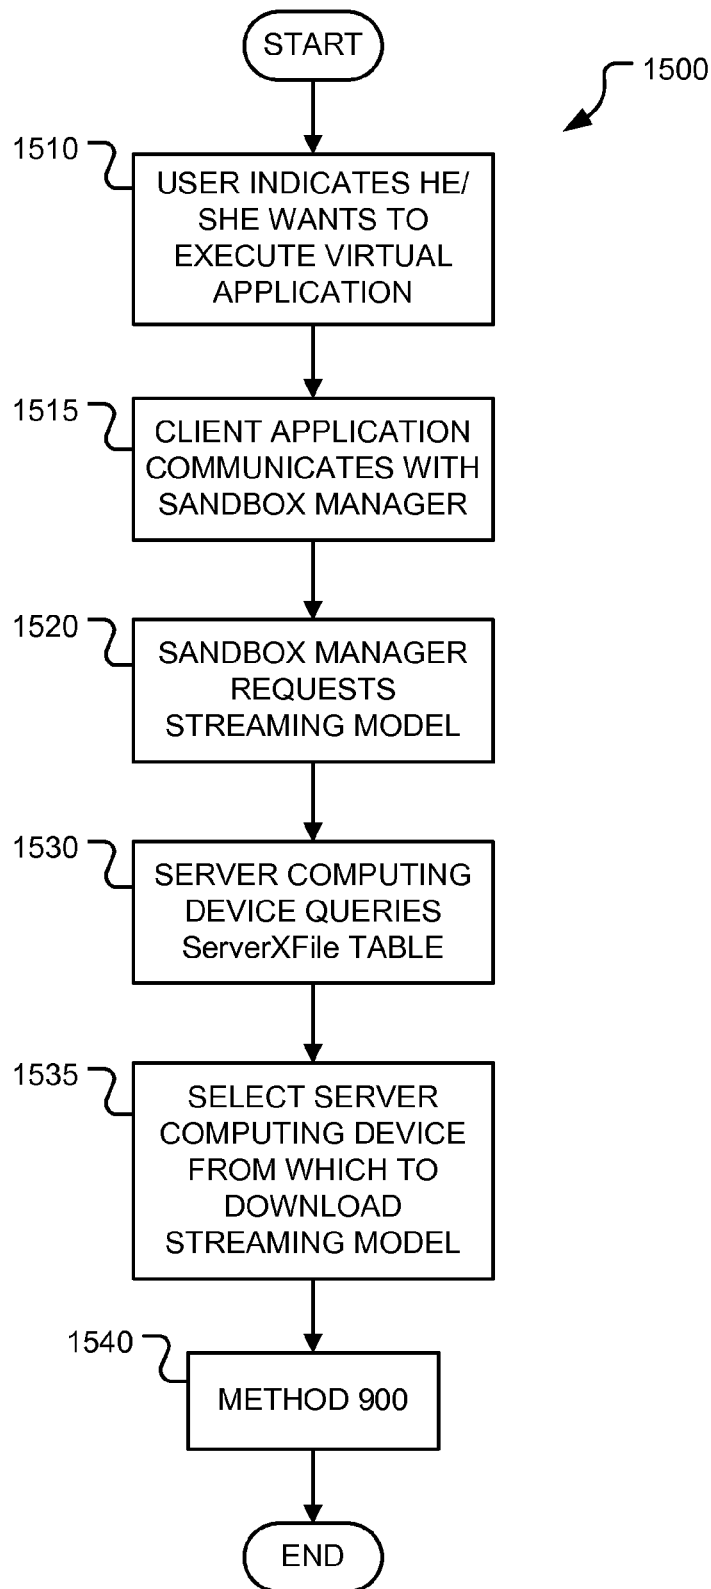 START
1500
1510
USER INDICATES HE/
SHE WANTS TO
EXECUTE VIRTUAL
APPLICATION
1515
CLIENT APPLICATION
COMMUNICATES WITH
SANDBOX MANAGER
1520
SANDBOX MANAGER
REQUESTS
STREAMING MODEL
1530
SERVER COMPUTING
DEVICE QUERIES
ServerXFile TABLE
1535
SELECT SERVER
COMPUTING DEVICE
FROM WHICH TO
DOWNLOAD
STREAMING MODEL
1540
METHOD 900
END